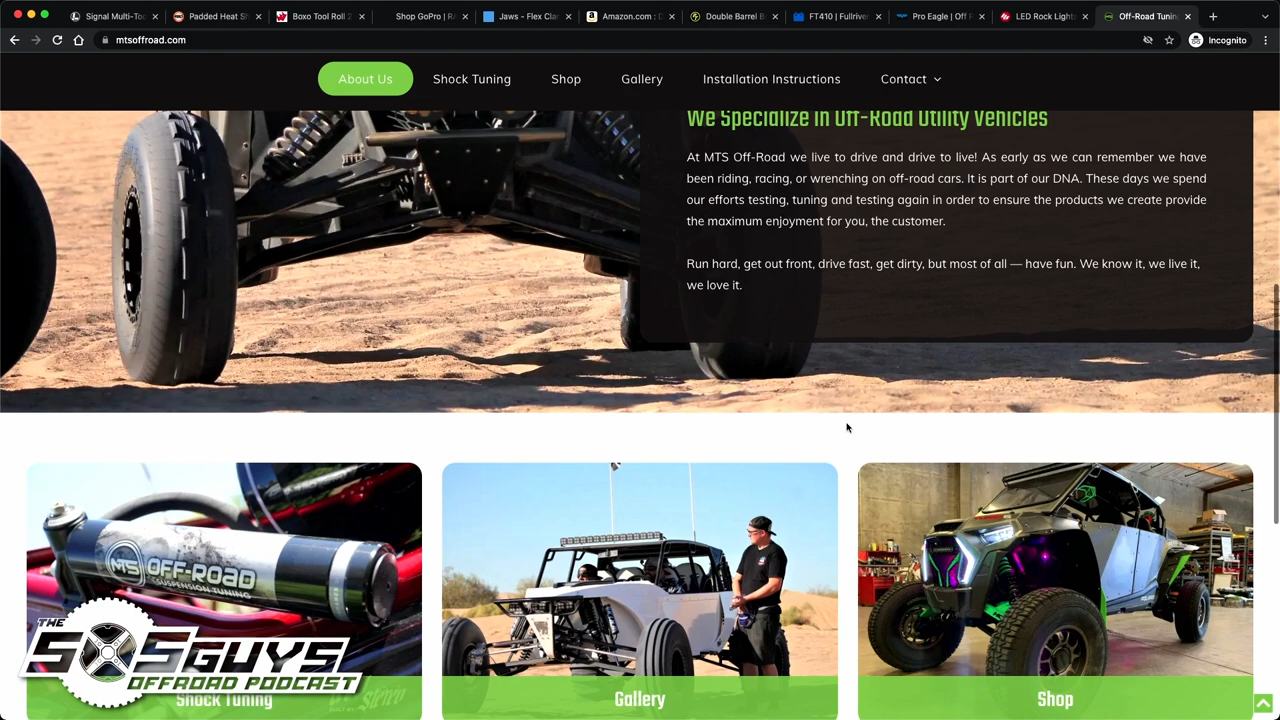 Signal Multi-Too
Padded Heat Sh
Boxo Tool Roll 2
Shop GoPro | R
Jaws - Flex Cla
Amazon.com : D
Double Barrel B
FT410 | Fullriver
Pro Eagle | Off R
LED Rock Light
Off-Road Tunin
mtsoffroad.com
Incognito
About Us
Shock Tuning
Shop
Gallery
Installation Instructions
Contact
We Specialize in Off-Road Utility Vehicles
At MTS Off-Road we live to drive and drive to live! As early as we can remember we have
been riding, racing, or wrenching on off-road cars. It is part of our DNA. These days we spend
our efforts testing, tuning and testing again in order to ensure the products we create provide
the maximum enjoyment for you, the customer.
Run hard, get out front, drive fast, get dirty, but most of all — have fun. We know it, we live it,
we love it.
MTS OFF-ROAD
SUSPENSION TUNING
THE
SXSGUYS
OFFROAD PODCAST
Shock Tuning
Gallery
Shop